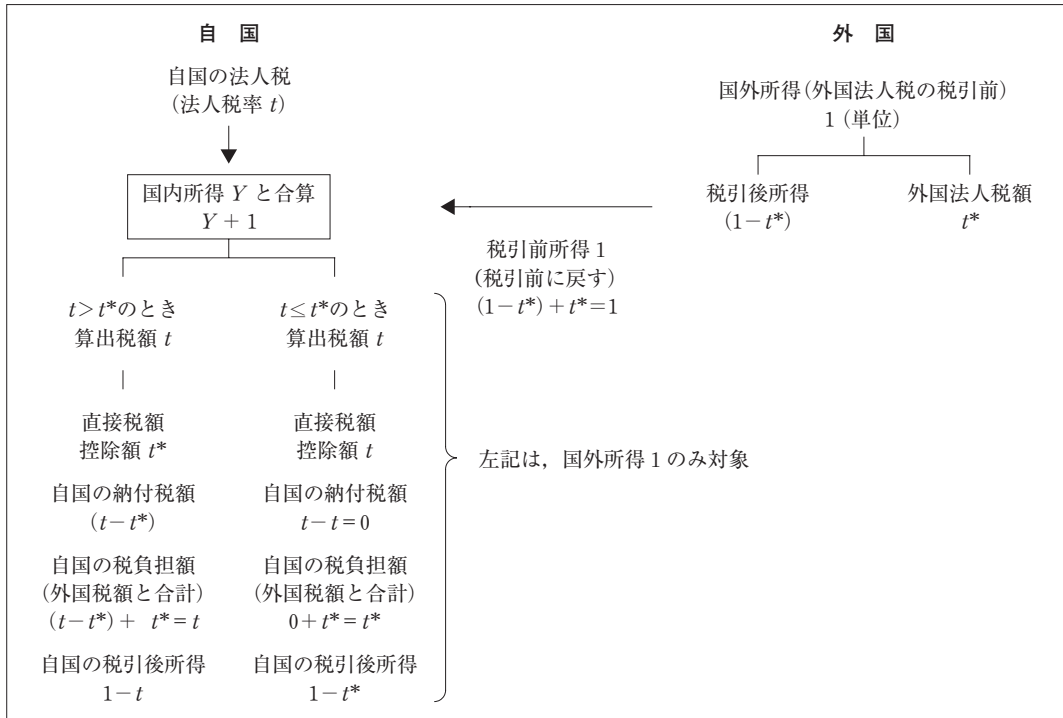 自 国
自国の法人税
(法人税率 t)
国内所得 Y と合算
Y + 1
外 国
国外所得(外国法人税の税引前)
1 (単位)
税引後所得
(1−t*)
外国法人税額
t*
税引前所得 1
(税引前に戻す)
(1−t*)+t*=1
t>t*のとき
算出税額 t
直接税額
控除額 t*
自国の納付税額
(t−t*)
自国の税負担額
(外国税額と合計)
(t−t*)+ t*=t
自国の税引後所得
1−t
t≤t*のとき
算出税額 t
直接税額
控除額 t
自国の納付税額
t−t=0
自国の税負担額
(外国税額と合計)
0+t*=t*
自国の税引後所得
1−t*
左記は，国外所得 1 のみ対象